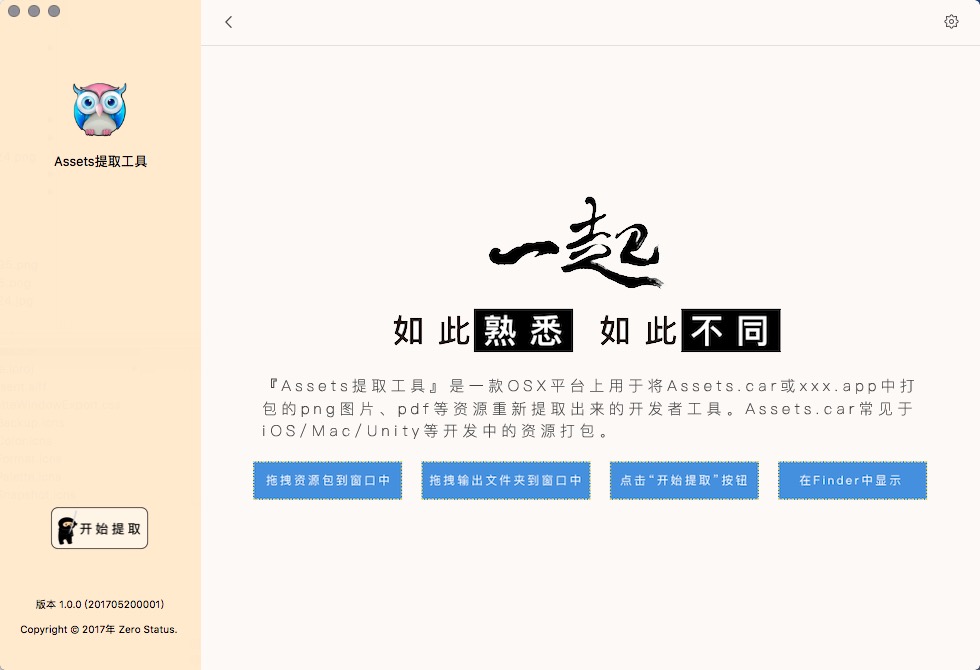 Assets提取工具
一起
如此熟悉 如此不同
『Assets提取工具』是一款OSX平台上用于将Assets.car或xxx.app中打
包的png图片、pdf等资源重新提取出来的开发者工具。Assets.car常见于
iOS/Mac/Unity等开发中的资源打包。
拖拽资源包到窗口中 拖拽输出文件夹到窗口中 点击“开始提取”按钮 在Finder中显示
开始提取
版本 1.0.0 (201705200001)
Copyright © 2017年 Zero Status.